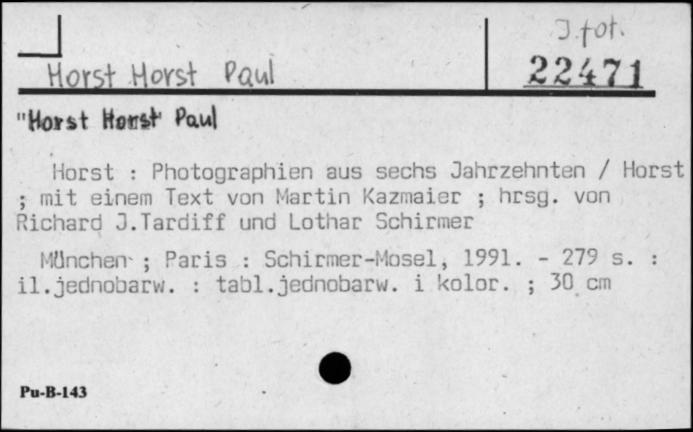 J. fot.
22471
Horst Horst Paul
"Horst Horst" Paul
Horst : Photographien aus sechs Jahrzehnten / Horst
; mit einem Text von Martin Kazmaier ; hrsg. von
Richard J.Tardiff und Lothar Schirmer
München ; Paris : Schirmer-Mosel, 1991. - 279 s. :
il.jednobarw. : tabl.jednobarw. i kolor. ; 30 cm
Pu-B-143